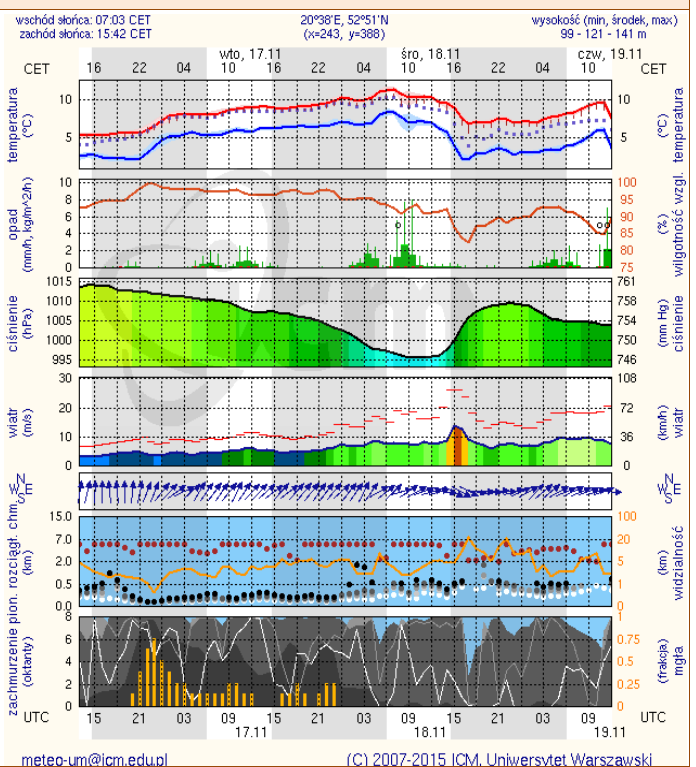 wschód słońca: 07:03 CET 20°38'E, 52°51'N wysokość (min, środek, max)
zachód słońca: 15:42 CET (x=243, y=388) 99 - 121 - 141 m
wto, 17.11 śro, 18.11 czw, 19.11
CET 16 22 04 10 16 22 04 10 16 22 04 10 CET
temperatura (°C)
10 5
10 5
temperatura (°C)
opad (mm/h, kg/m^2/h)
10 8 6 4 2 0
100 95 90 85 80 75
wilgotność wzgl. (%)
ciśnienie (hPa)
1015 1010 1005 1000 995
761 758 754 750 746
ciśnienie (mm Hg)
wiatr (m/s)
30 20 10 0
108 72 36 0
wiatr (km/h)
N W E S
N W E S
pion. rozciągł. chm. (km)
15.0 7.0 2.0 0.5 0.0
100 20 5 1 0
widzialność (km)
zachmurzenie (oktanty)
8 6 4 2 0
1 0.75 0.5 0.25 0
mgła (frakcja)
UTC 15 21 03 09 15 21 03 09 15 21 03 09 UTC
17.11 18.11 19.11
meteo-um@icm.edu.pl (C) 2007-2015 ICM, Uniwersytet Warszawski